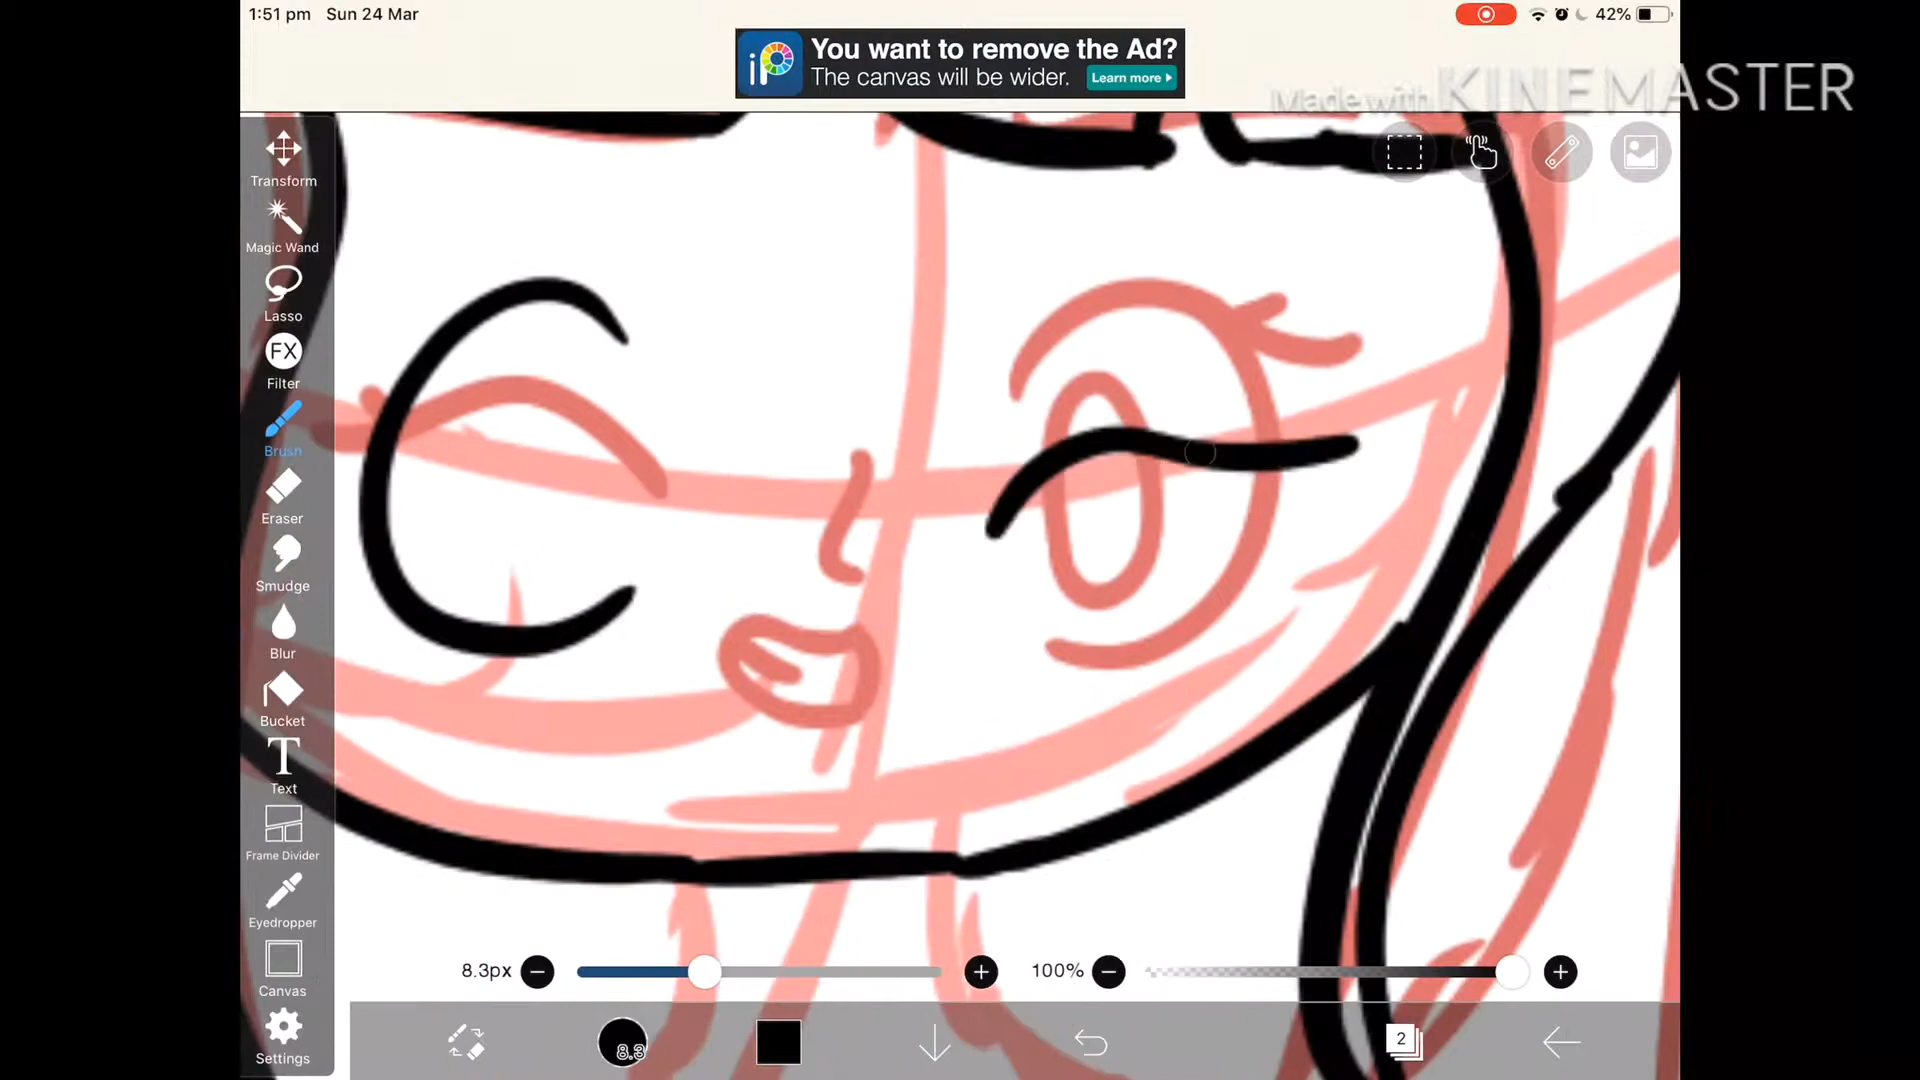 1:51 pm Sun 24 Mar
42%
iP
You want to remove the Ad?
The canvas will be wider. Learn more
Made with KINEMASTER
Transform
Magic Wand
Lasso
FX
Filter
Brush
Eraser
Smudge
Blur
Bucket
T
Text
Frame Divider
Eyedropper
Canvas
Settings
8.3px
100%
8.3
2